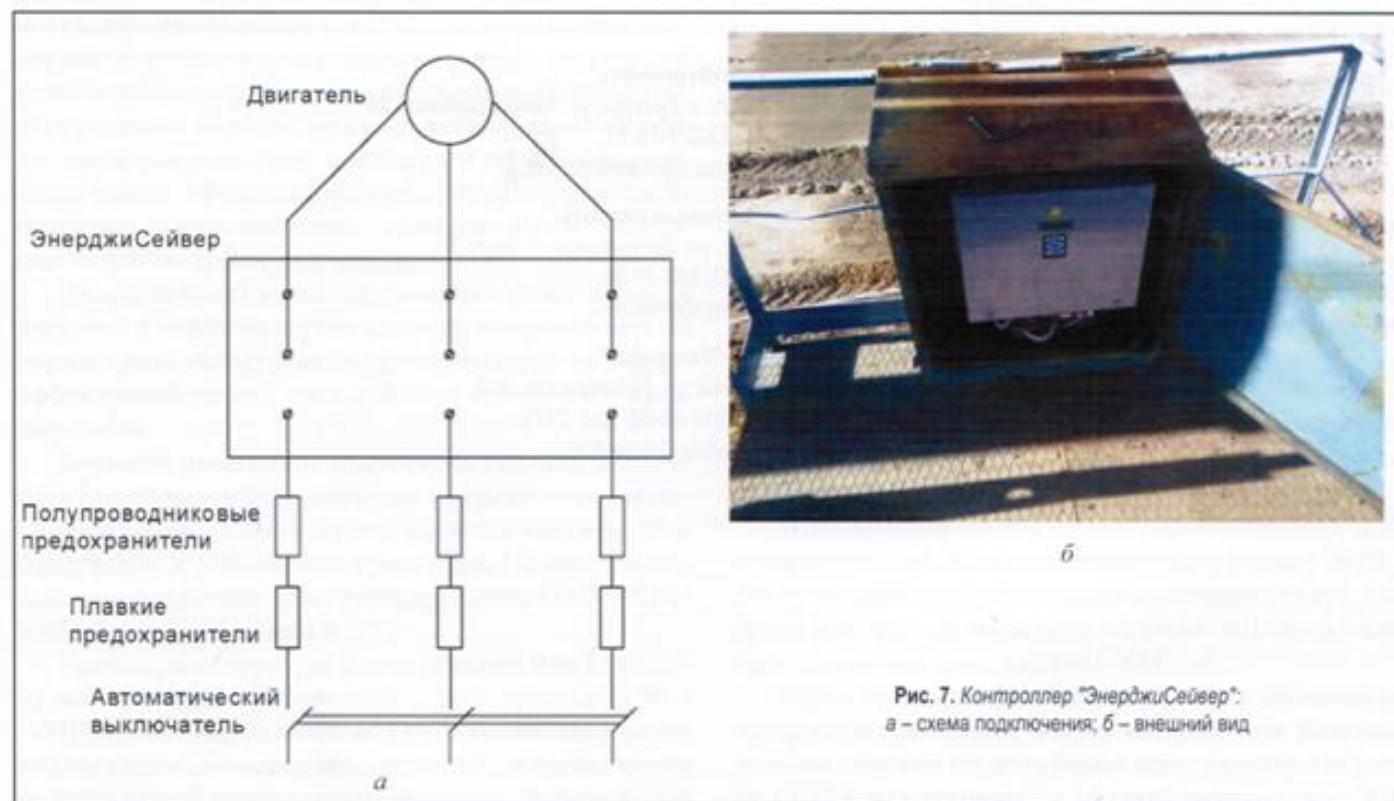 Двигатель
ЭнерджиСейвер
Полупроводниковые
предохранители
Плавкие
предохранители
Автоматический
выключатель
а
б
Рис. 7. Контроллер "ЭнерджиСейвер":
а – схема подключения; б – внешний вид